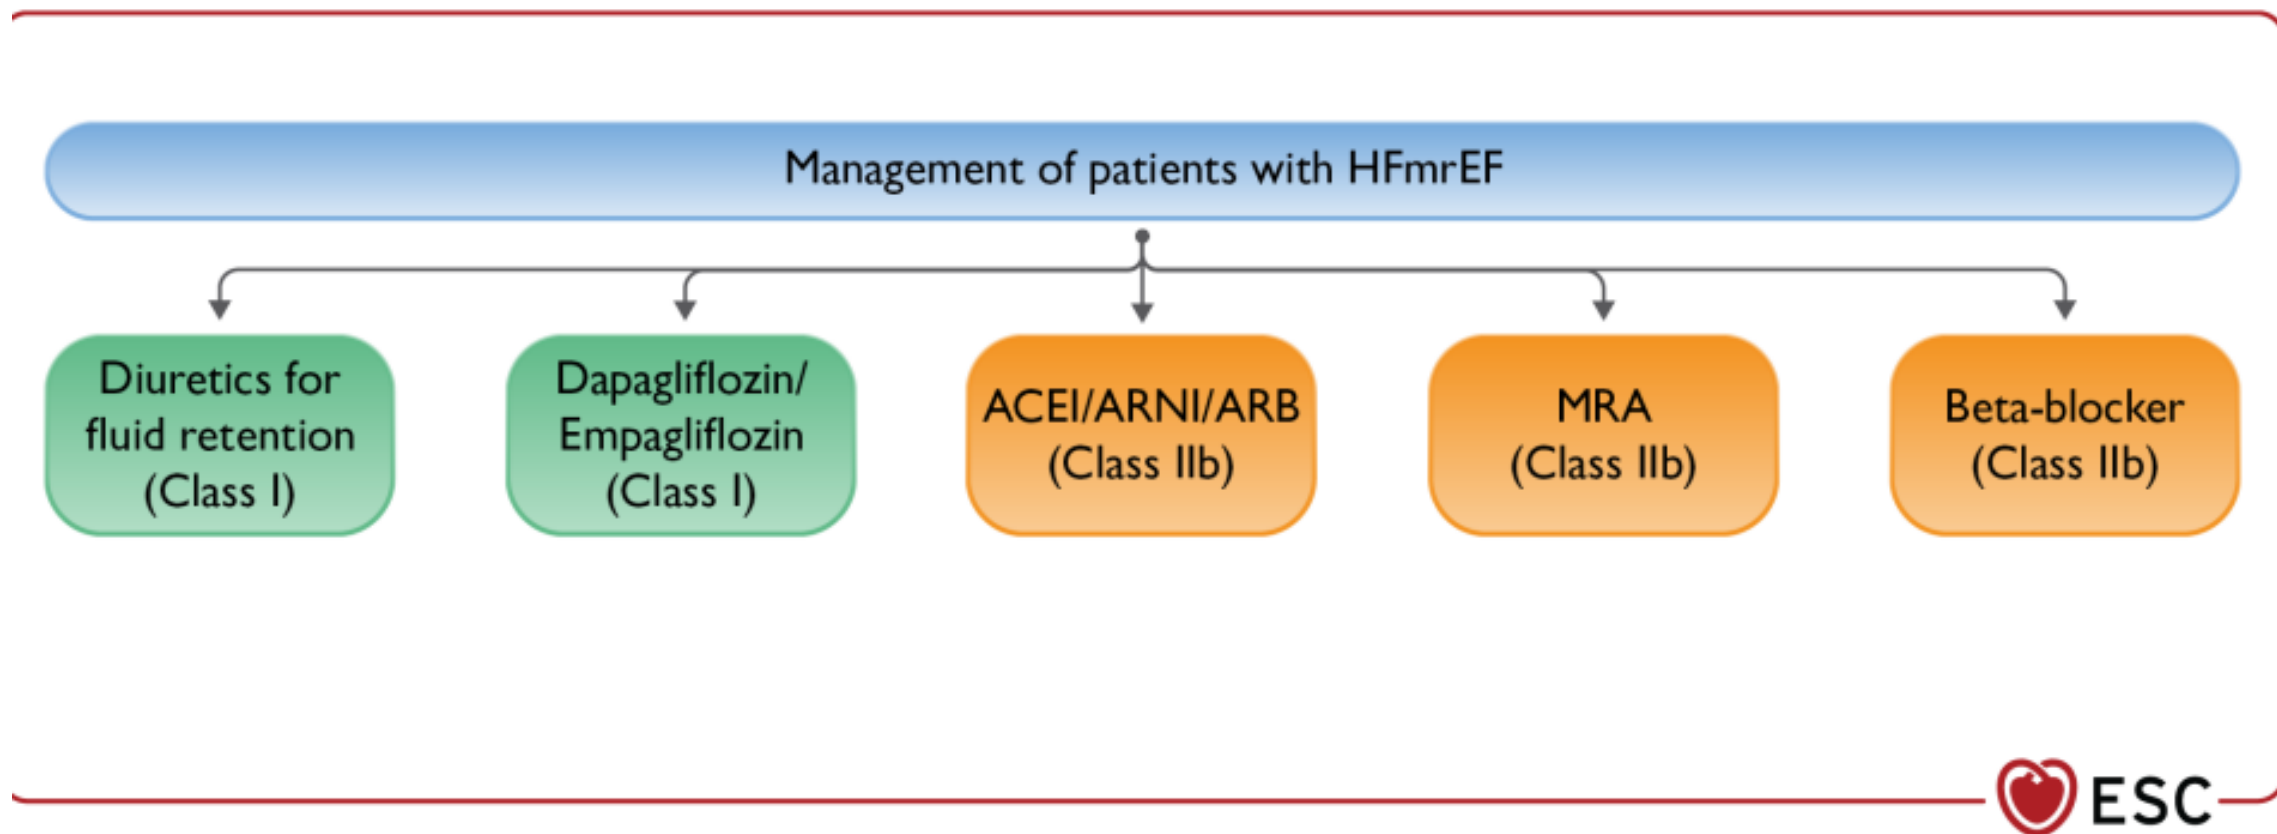 Management of patients with HFmrEF
Diuretics for
fluid retention
(Class I)
Dapagliflozin/
Empagliflozin
(Class I)
ACEI/ARNI/ARB
(Class IIb)
MRA
(Class IIb)
Beta-blocker
(Class IIb)
ESC